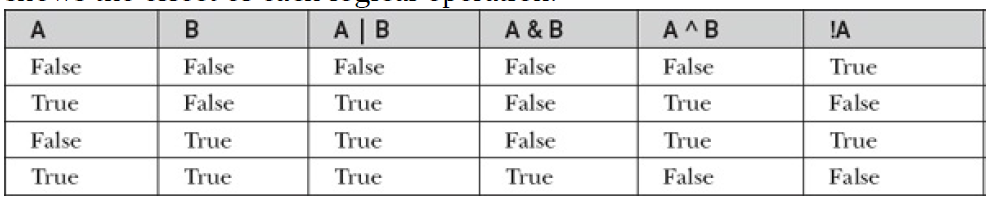 shows the effect of each logical operation:
A B A | B A & B A ^ B !A
False False False False False True
True False True False True False
False True True False True True
True True True True False False